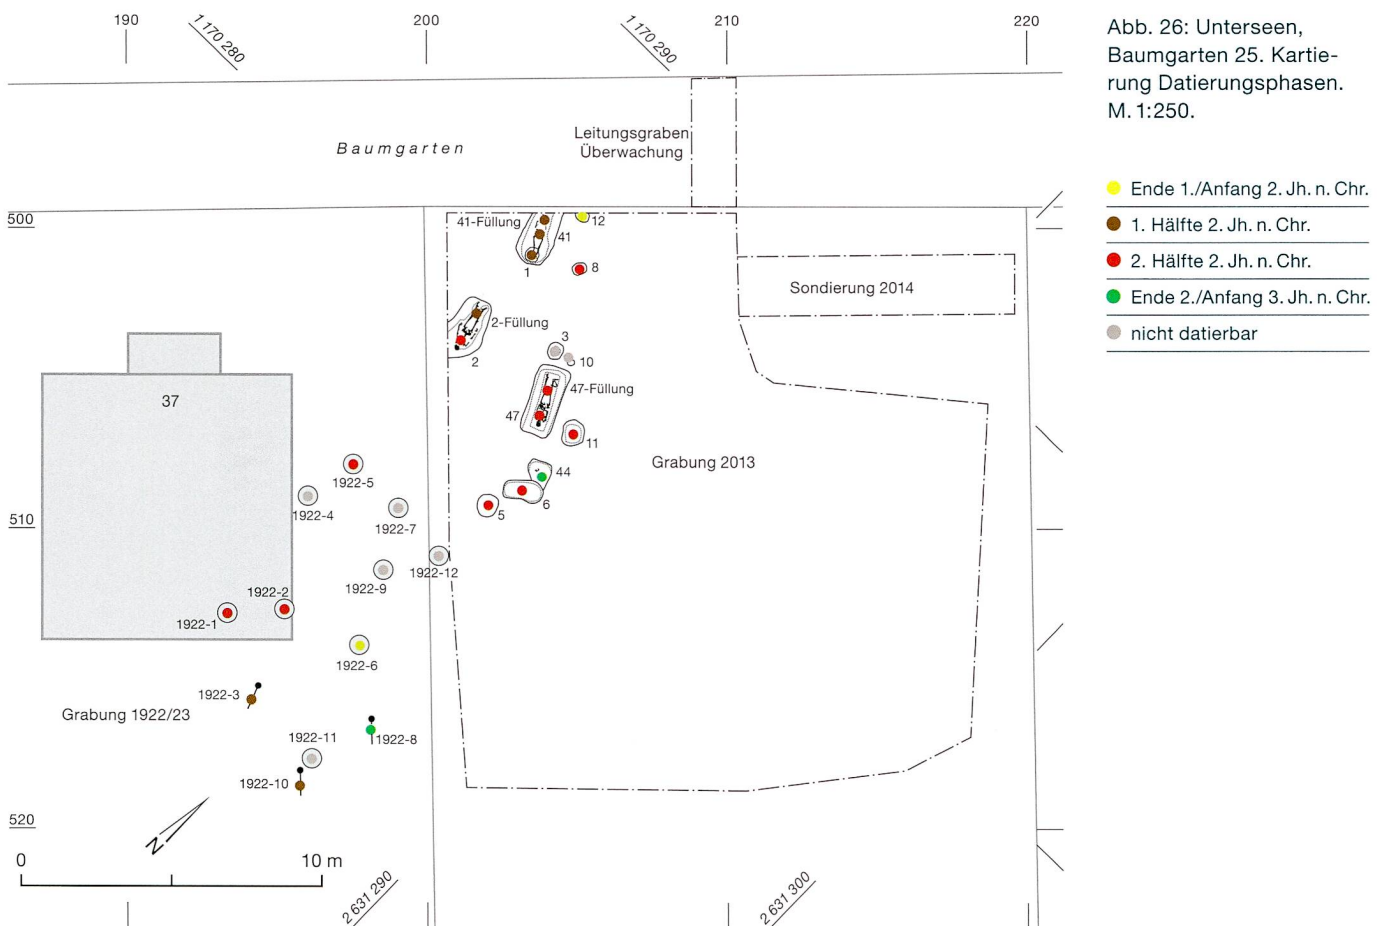 190
1 170 280
200
1 170 290
210
220
Abb. 26: Unterseen,
Baumgarten 25. Kartie-
rung Datierungsphasen.
M. 1:250.
Baumgarten
Leitungsgraben
Überwachung
Ende 1./Anfang 2. Jh. n. Chr.
1. Hälfte 2. Jh. n. Chr.
2. Hälfte 2. Jh. n. Chr.
Ende 2./Anfang 3. Jh. n. Chr.
nicht datierbar
500
41-Füllung
12
41
1
8
Sondierung 2014
2-Füllung
2
3
10
47-Füllung
47
11
37
Grabung 2013
44
6
5
1922-5
1922-4
1922-7
510
1922-9
1922-12
1922-2
1922-1
1922-6
1922-3
Grabung 1922/23
1922-11
1922-8
1922-10
520
N
0
10 m
2 631 290
2 631 300